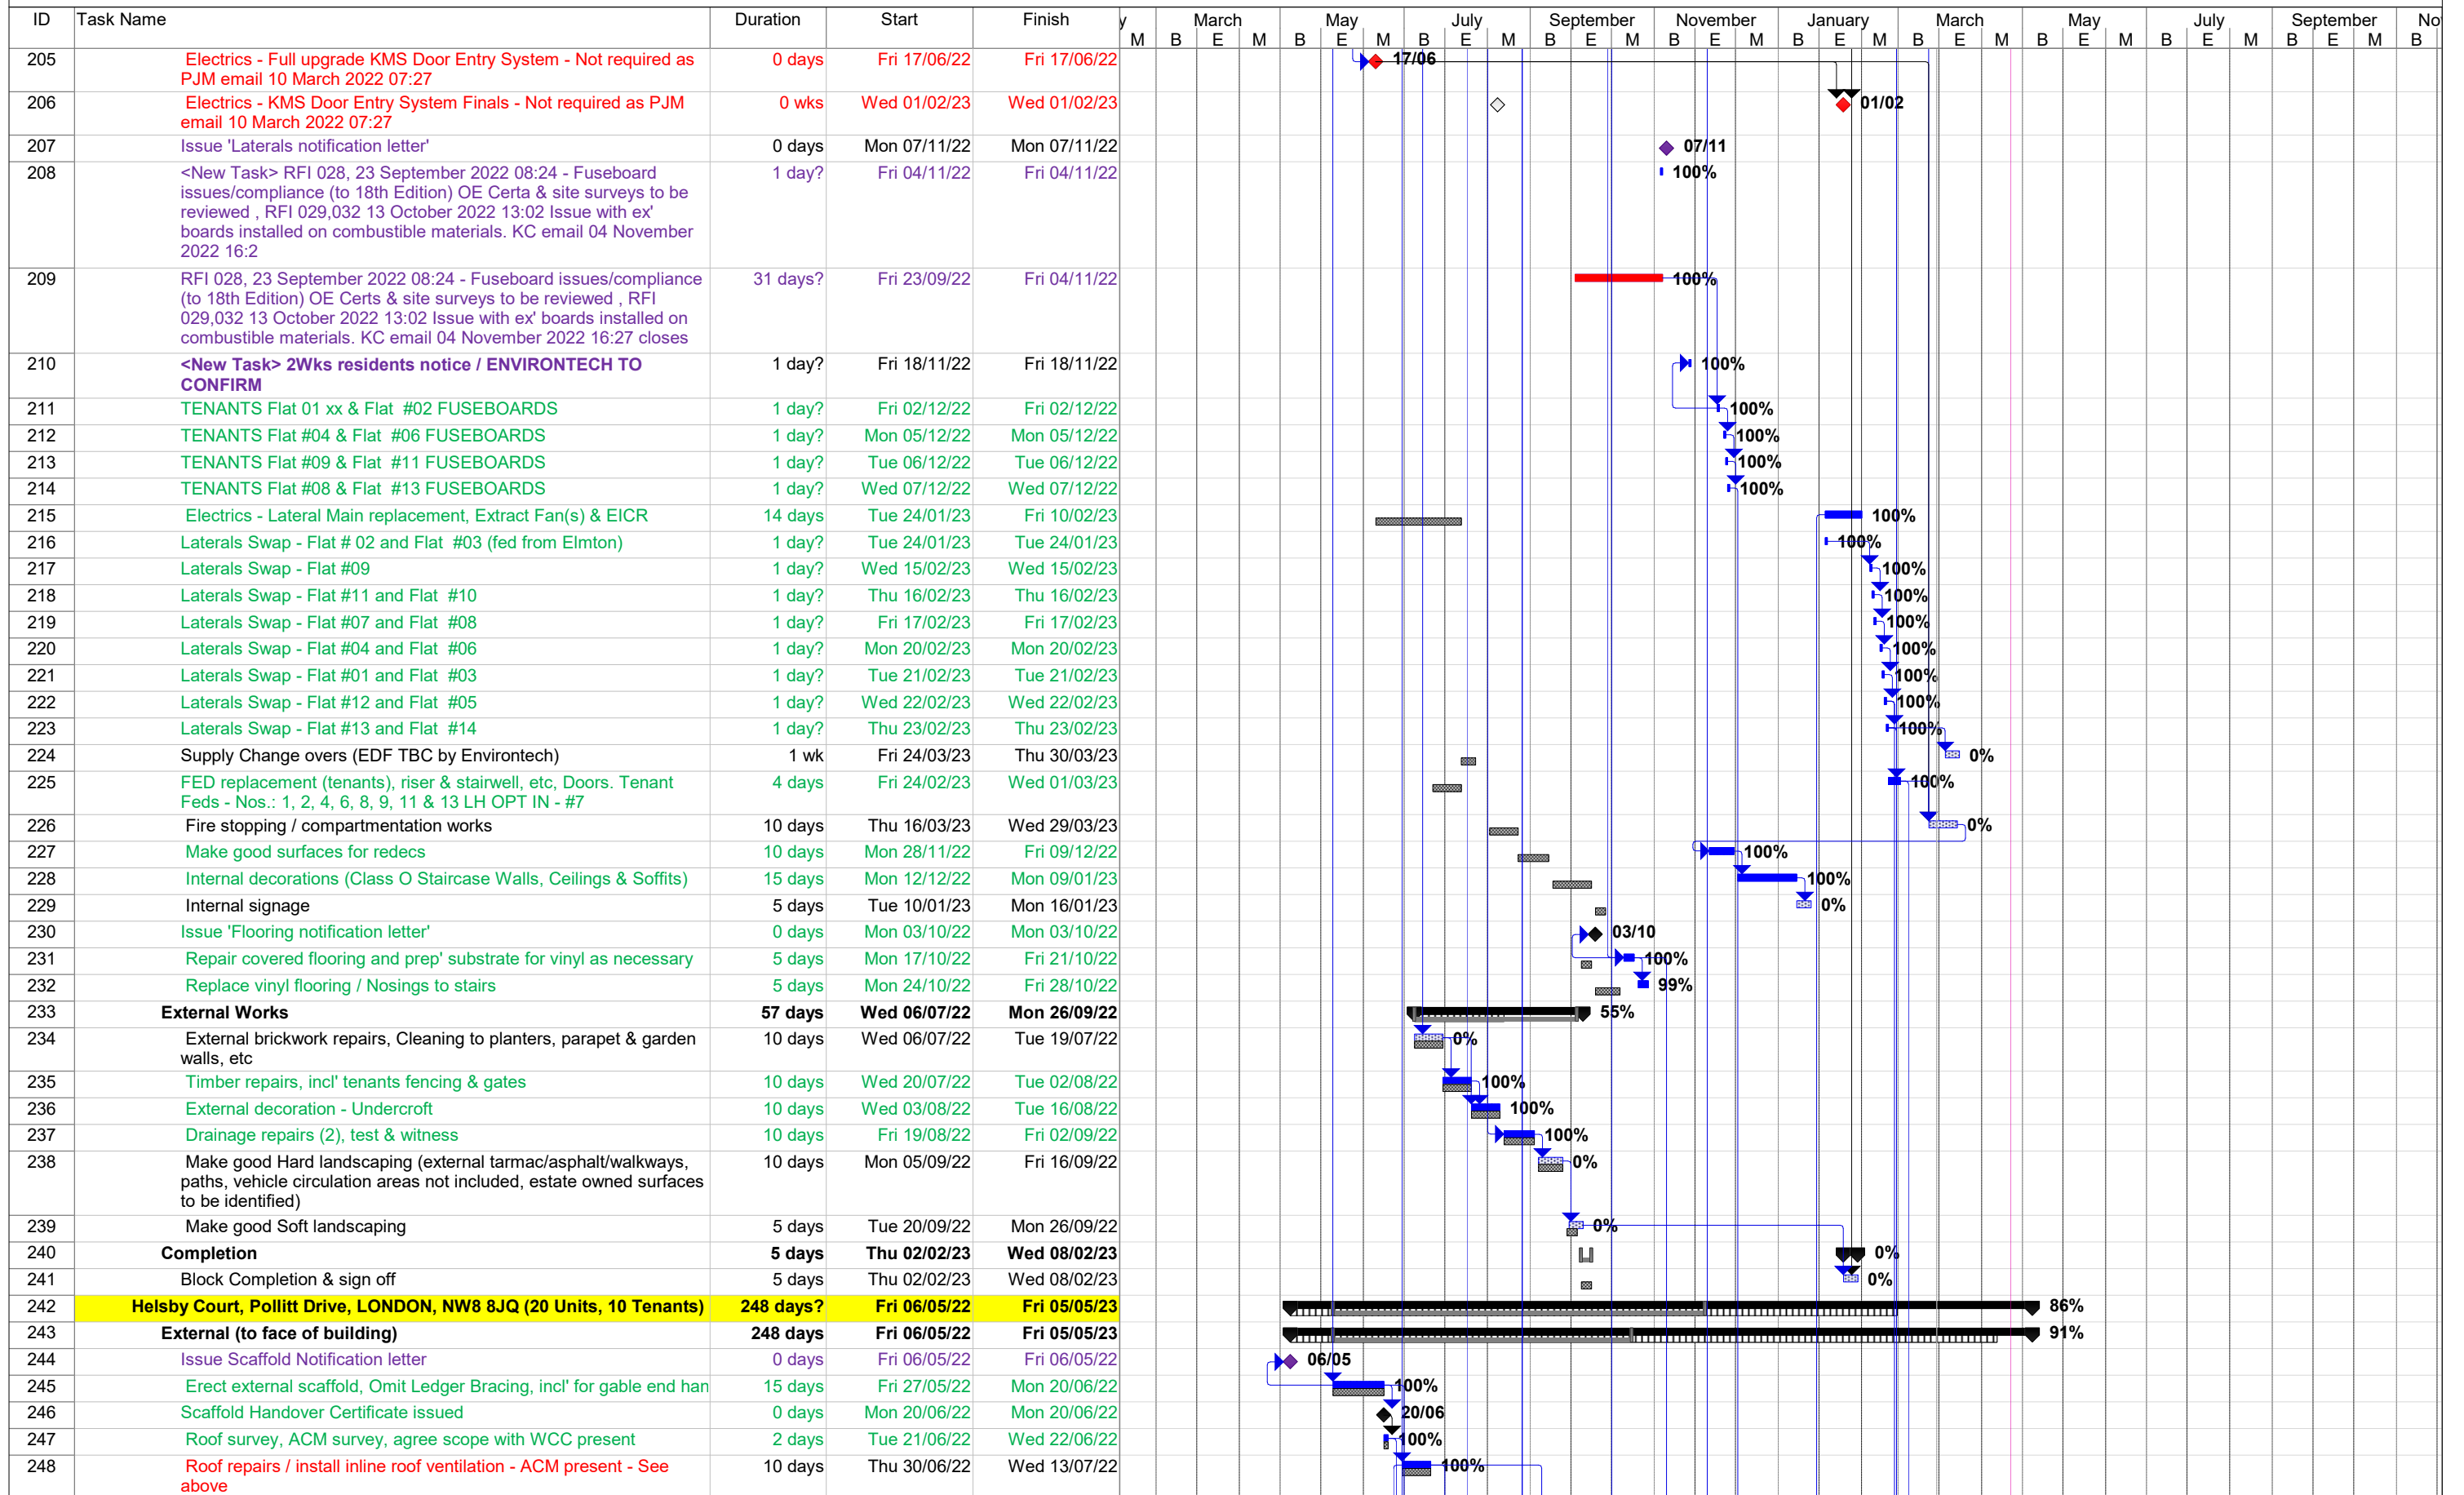 ID Task Name Duration Start Finish y March May July September November January March May July September No
M B E M B E M B E M B E M B E M B E M B E M B E M B E M B E M B
205 Electrics - Full upgrade KMS Door Entry System - Not required as 0 days Fri 17/06/22 Fri 17/06/22 17/06
PJM email 10 March 2022 07:27
206 Electrics - KMS Door Entry System Finals - Not required as PJM 0 wks Wed 01/02/23 Wed 01/02/23 01/02
email 10 March 2022 07:27
207 Issue 'Laterals notification letter' 0 days Mon 07/11/22 Mon 07/11/22 07/11
208 <New Task> RFI 028, 23 September 2022 08:24 - Fuseboard 1 day? Fri 04/11/22 Fri 04/11/22 100%
issues/compliance (to 18th Edition) OE Certa & site surveys to be
reviewed , RFI 029,032 13 October 2022 13:02 Issue with ex'
boards installed on combustible materials. KC email 04 November
2022 16:2
209 RFI 028, 23 September 2022 08:24 - Fuseboard issues/compliance 31 days? Fri 23/09/22 Fri 04/11/22 100%
(to 18th Edition) OE Certs & site surveys to be reviewed , RFI
029,032 13 October 2022 13:02 Issue with ex' boards installed on
combustible materials. KC email 04 November 2022 16:27 closes
210 <New Task> 2Wks residents notice / ENVIRONTECH TO 1 day? Fri 18/11/22 Fri 18/11/22 100%
CONFIRM
211 TENANTS Flat 01 xx & Flat #02 FUSEBOARDS 1 day? Fri 02/12/22 Fri 02/12/22 100%
212 TENANTS Flat #04 & Flat #06 FUSEBOARDS 1 day? Mon 05/12/22 Mon 05/12/22 100%
213 TENANTS Flat #09 & Flat #11 FUSEBOARDS 1 day? Tue 06/12/22 Tue 06/12/22 100%
214 TENANTS Flat #08 & Flat #13 FUSEBOARDS 1 day? Wed 07/12/22 Wed 07/12/22 100%
215 Electrics - Lateral Main replacement, Extract Fan(s) & EICR 14 days Tue 24/01/23 Fri 10/02/23 100%
216 Laterals Swap - Flat # 02 and Flat #03 (fed from Elmton) 1 day? Tue 24/01/23 Tue 24/01/23 100%
217 Laterals Swap - Flat #09 1 day? Wed 15/02/23 Wed 15/02/23 100%
218 Laterals Swap - Flat #11 and Flat #10 1 day? Thu 16/02/23 Thu 16/02/23 100%
219 Laterals Swap - Flat #07 and Flat #08 1 day? Fri 17/02/23 Fri 17/02/23 100%
220 Laterals Swap - Flat #04 and Flat #06 1 day? Mon 20/02/23 Mon 20/02/23 100%
221 Laterals Swap - Flat #01 and Flat #03 1 day? Tue 21/02/23 Tue 21/02/23 100%
222 Laterals Swap - Flat #12 and Flat #05 1 day? Wed 22/02/23 Wed 22/02/23 100%
223 Laterals Swap - Flat #13 and Flat #14 1 day? Thu 23/02/23 Thu 23/02/23 100%
224 Supply Change overs (EDF TBC by Environtech) 1 wk Fri 24/03/23 Thu 30/03/23 0%
225 FED replacement (tenants), riser & stairwell, etc, Doors. Tenant 4 days Fri 24/02/23 Wed 01/03/23 100%
Feds - Nos.: 1, 2, 4, 6, 8, 9, 11 & 13 LH OPT IN - #7
226 Fire stopping / compartmentation works 10 days Thu 16/03/23 Wed 29/03/23 0%
227 Make good surfaces for redecs 10 days Mon 28/11/22 Fri 09/12/22 100%
228 Internal decorations (Class O Staircase Walls, Ceilings & Soffits) 15 days Mon 12/12/22 Mon 09/01/23 100%
229 Internal signage 5 days Tue 10/01/23 Mon 16/01/23 0%
230 Issue 'Flooring notification letter' 0 days Mon 03/10/22 Mon 03/10/22 03/10
231 Repair covered flooring and prep' substrate for vinyl as necessary 5 days Mon 17/10/22 Fri 21/10/22 100%
232 Replace vinyl flooring / Nosings to stairs 5 days Mon 24/10/22 Fri 28/10/22 99%
233 External Works 57 days Wed 06/07/22 Mon 26/09/22 55%
234 External brickwork repairs, Cleaning to planters, parapet & garden 10 days Wed 06/07/22 Tue 19/07/22 0%
walls, etc
235 Timber repairs, incl' tenants fencing & gates 10 days Wed 20/07/22 Tue 02/08/22 100%
236 External decoration - Undercroft 10 days Wed 03/08/22 Tue 16/08/22 100%
237 Drainage repairs (2), test & witness 10 days Fri 19/08/22 Fri 02/09/22 100%
238 Make good Hard landscaping (external tarmac/asphalt/walkways, 10 days Mon 05/09/22 Fri 16/09/22 0%
paths, vehicle circulation areas not included, estate owned surfaces
to be identified)
239 Make good Soft landscaping 5 days Tue 20/09/22 Mon 26/09/22 0%
240 Completion 5 days Thu 02/02/23 Wed 08/02/23 0%
241 Block Completion & sign off 5 days Thu 02/02/23 Wed 08/02/23 0%
242 Helsby Court, Pollitt Drive, LONDON, NW8 8JQ (20 Units, 10 Tenants) 248 days? Fri 06/05/22 Fri 05/05/23 86%
243 External (to face of building) 248 days Fri 06/05/22 Fri 05/05/23 91%
244 Issue Scaffold Notification letter 0 days Fri 06/05/22 Fri 06/05/22 06/05
245 Erect external scaffold, Omit Ledger Bracing, incl' for gable end han 15 days Fri 27/05/22 Mon 20/06/22 100%
246 Scaffold Handover Certificate issued 0 days Mon 20/06/22 Mon 20/06/22 20/06
247 Roof survey, ACM survey, agree scope with WCC present 2 days Tue 21/06/22 Wed 22/06/22 100%
248 Roof repairs / install inline roof ventilation - ACM present - See 10 days Thu 30/06/22 Wed 13/07/22 100%
above